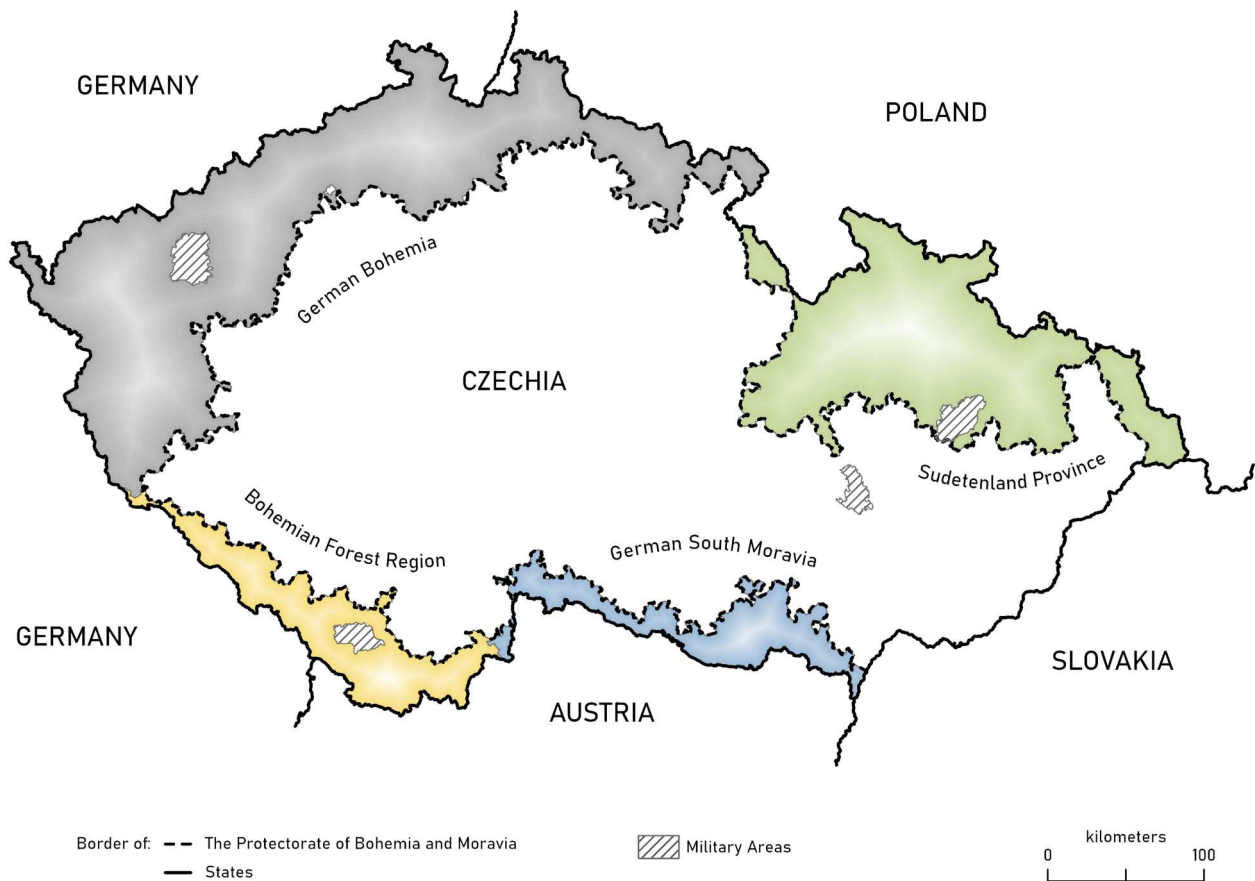 GERMANY
POLAND
German Bohemia
CZECHIA
Sudetenland Province
Bohemian Forest Region
German South Moravia
GERMANY
SLOVAKIA
AUSTRIA
Border of: The Protectorate of Bohemia and Moravia
States
Military Areas
kilometers
0 100